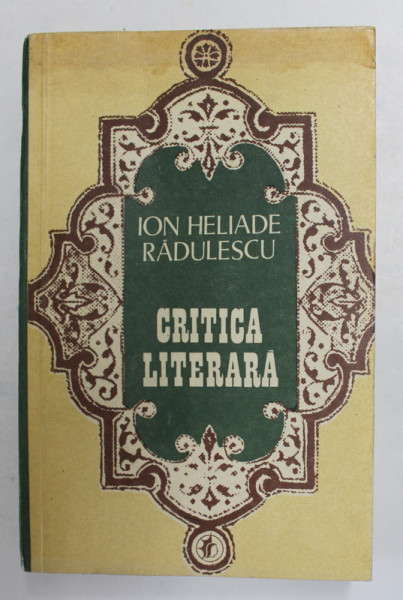 ION HELIADE
RĂDULESCU
CRITICA
LITERARĂ